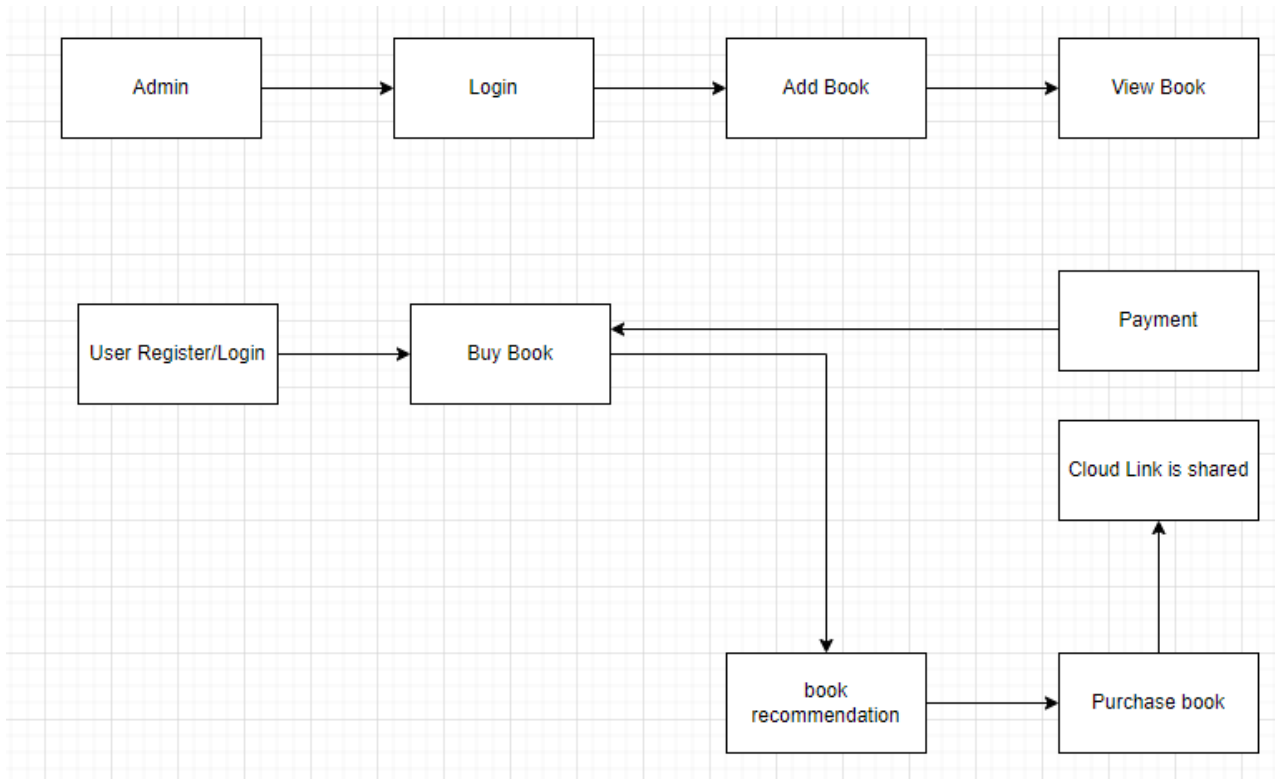 Admin
Login
Add Book
View Book
Payment
User Register/Login
Buy Book
Cloud Link is shared
book
recommendation
Purchase book